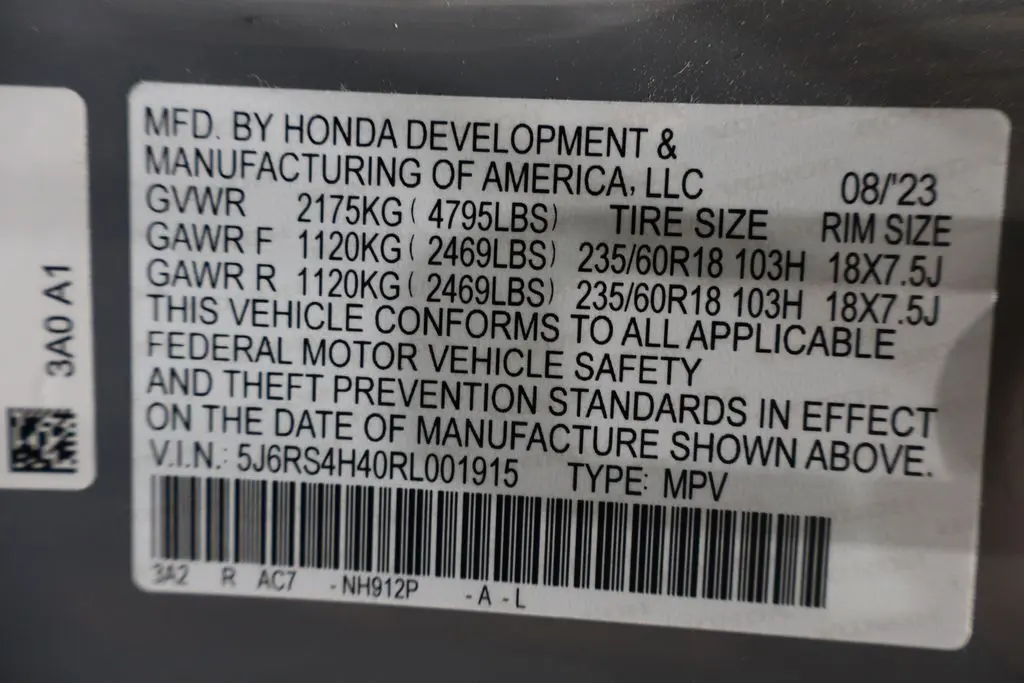 MFD. BY HONDA DEVELOPMENT &
MANUFACTURING OF AMERICA, LLC 08/'23
GVWR 2175KG ( 4795LBS) TIRE SIZE RIM SIZE
GAWR F 1120KG ( 2469LBS) 235/60R18 103H 18X7.5J
GAWR R 1120KG ( 2469LBS) 235/60R18 103H 18X7.5J
THIS VEHICLE CONFORMS TO ALL APPLICABLE
FEDERAL MOTOR VEHICLE SAFETY
AND THEFT PREVENTION STANDARDS IN EFFECT
ON THE DATE OF MANUFACTURE SHOWN ABOVE.
V.I.N.: 5J6RS4H40RL001915 TYPE: MPV
3A2 R AC7 -NH912P -A -L
3A0 A1